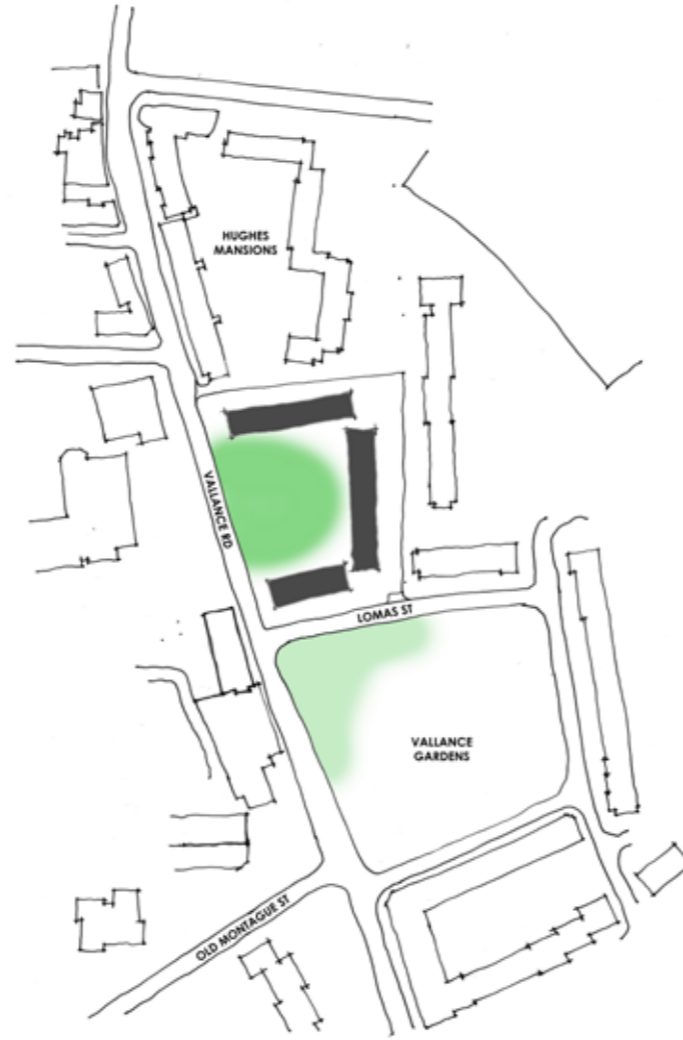 HUGHES
MANSIONS
VALLANCE RD
LOMAS ST
VALLANCE
GARDENS
OLD MONTAGUE ST